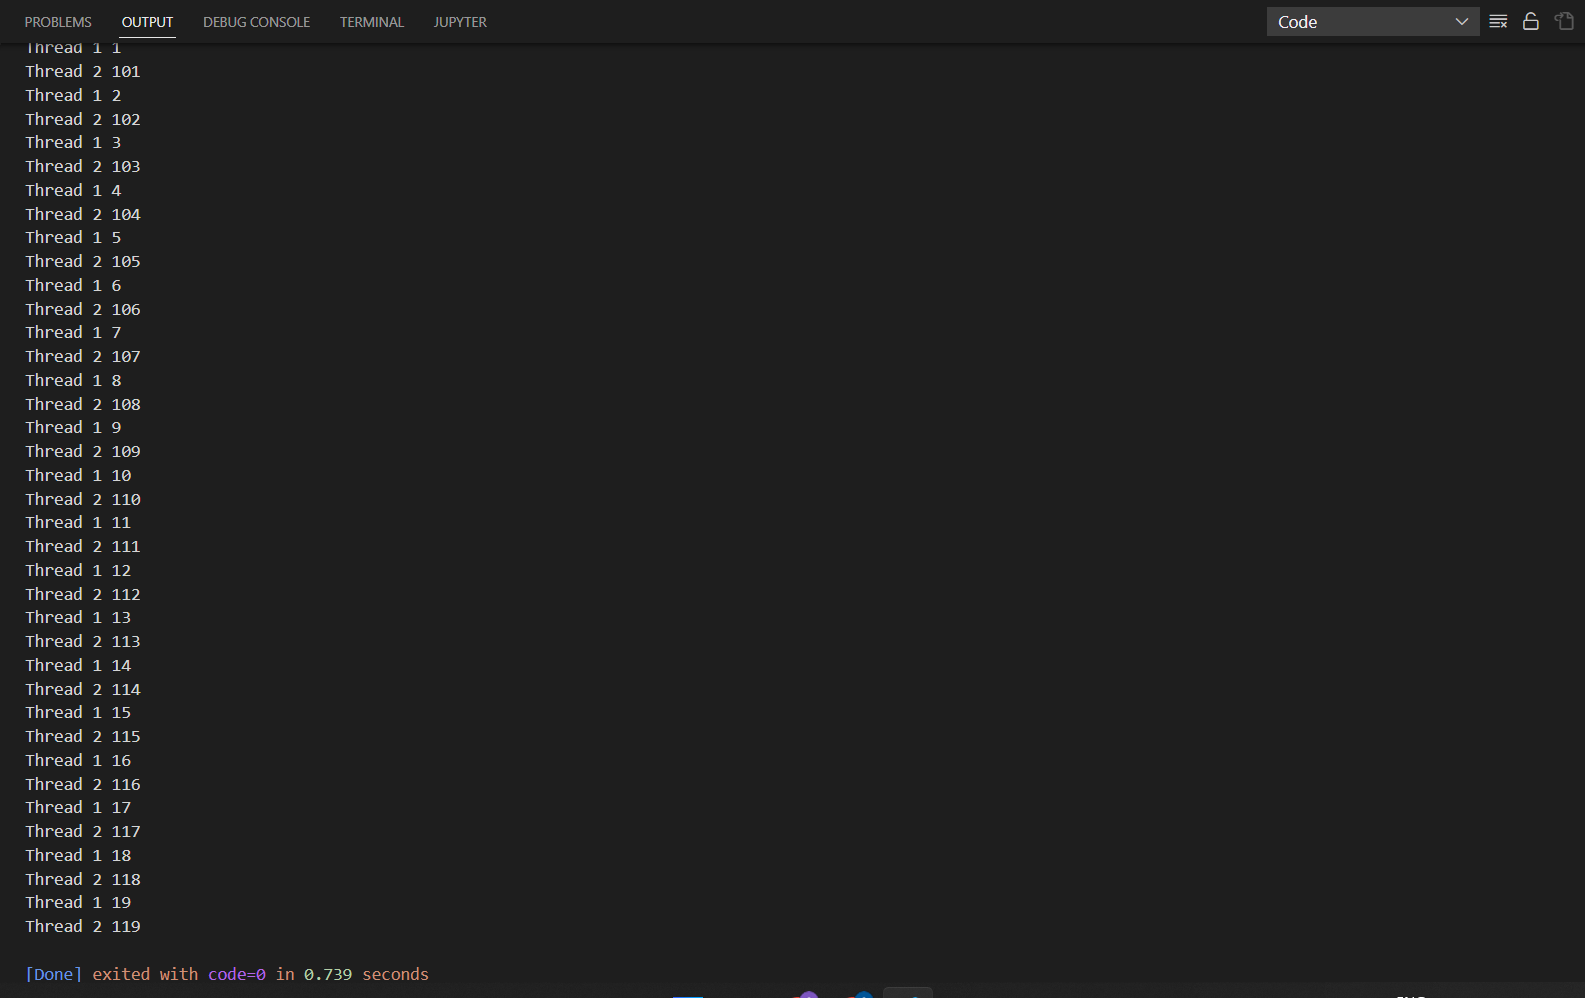 PROBLEMS OUTPUT DEBUG CONSOLE TERMINAL JUPYTER Code
Thread 1 1
Thread 2 101
Thread 1 2
Thread 2 102
Thread 1 3
Thread 2 103
Thread 1 4
Thread 2 104
Thread 1 5
Thread 2 105
Thread 1 6
Thread 2 106
Thread 1 7
Thread 2 107
Thread 1 8
Thread 2 108
Thread 1 9
Thread 2 109
Thread 1 10
Thread 2 110
Thread 1 11
Thread 2 111
Thread 1 12
Thread 2 112
Thread 1 13
Thread 2 113
Thread 1 14
Thread 2 114
Thread 1 15
Thread 2 115
Thread 1 16
Thread 2 116
Thread 1 17
Thread 2 117
Thread 1 18
Thread 2 118
Thread 1 19
Thread 2 119
[Done] exited with code=0 in 0.739 seconds